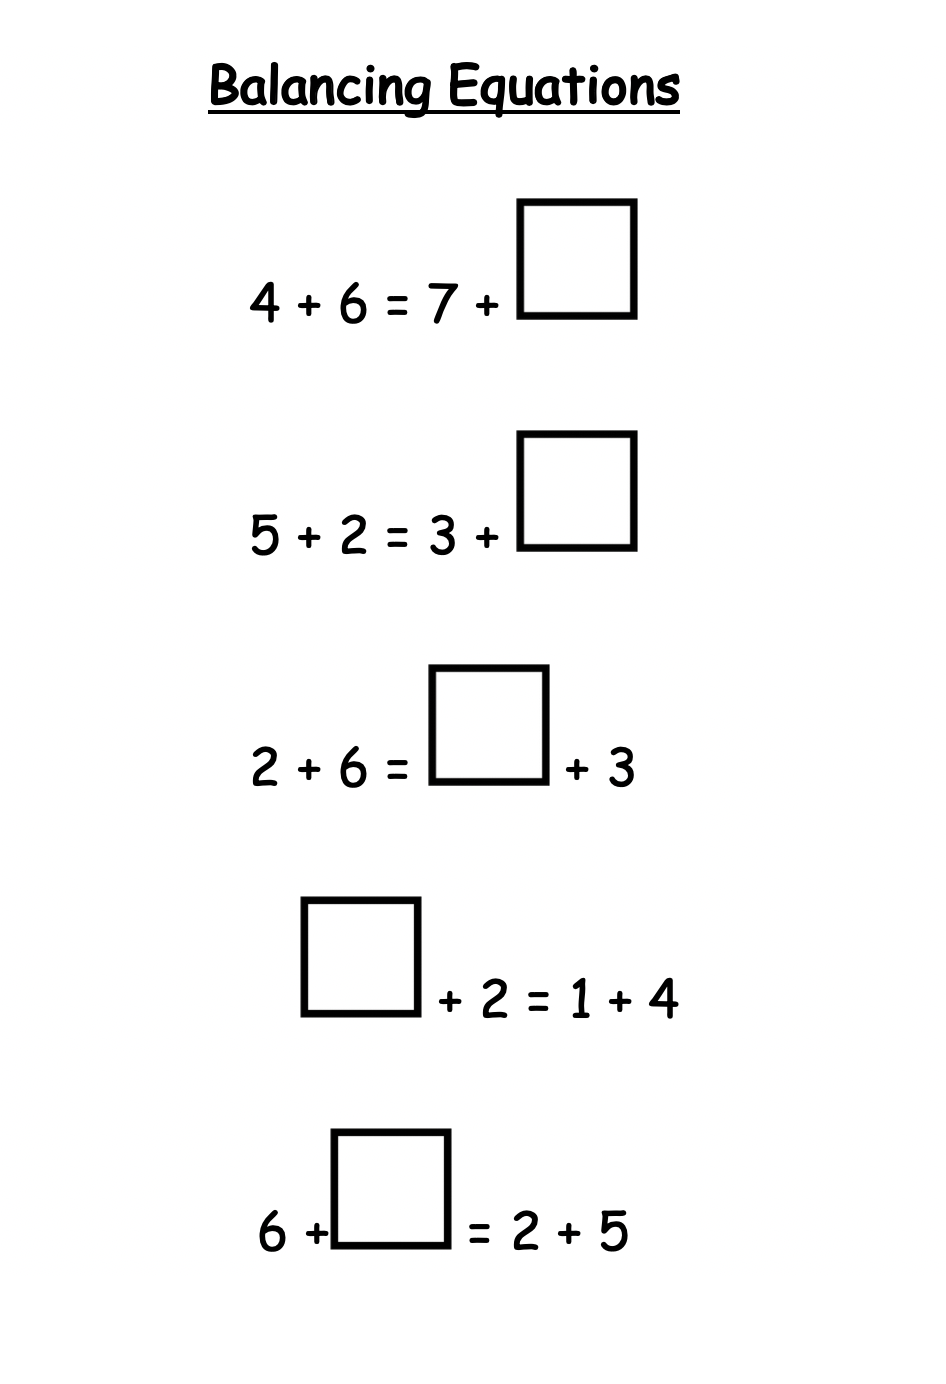 Balancing Equations
4 + 6 = 7 +
5 + 2 = 3 +
2 + 6 = + 3
+ 2 = 1 + 4
6 + = 2 + 5